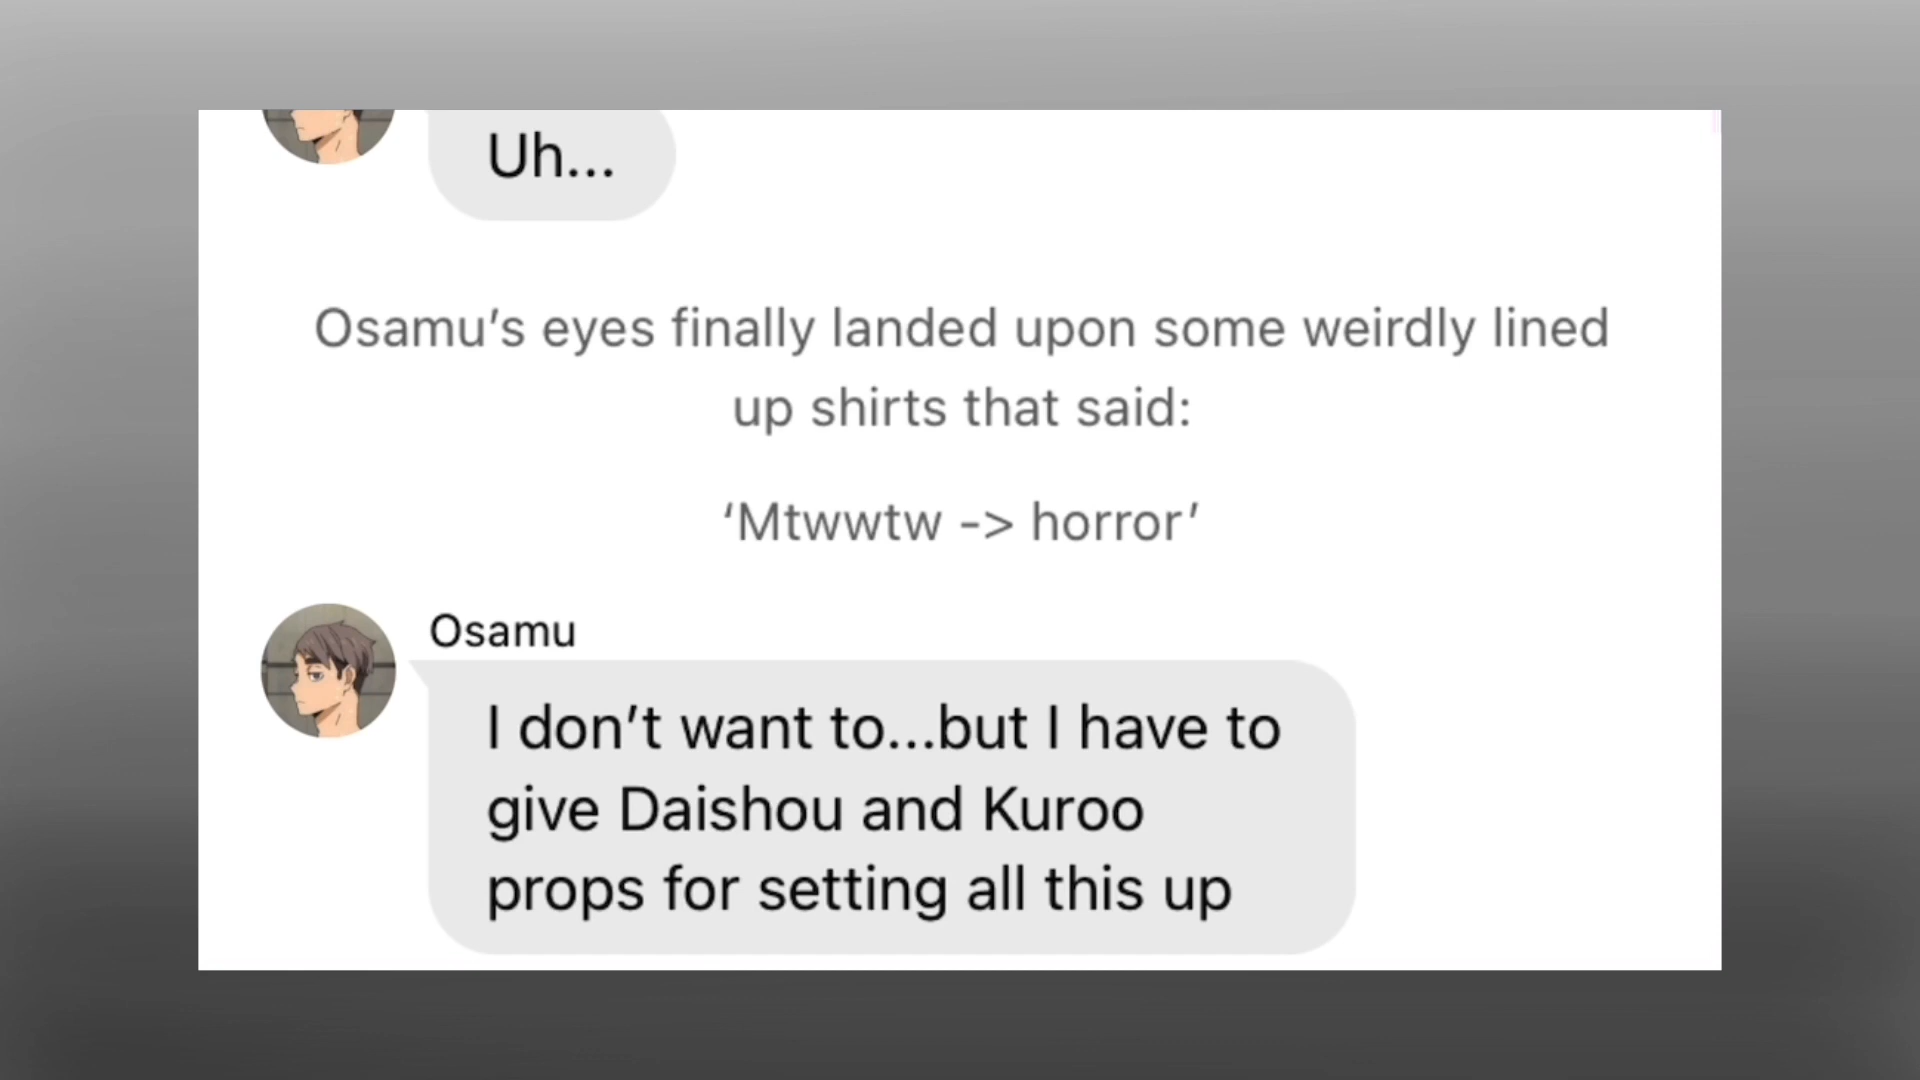 Uh...
Osamu’s eyes finally landed upon some weirdly lined
up shirts that said:
‘Mtwwtw -> horror’
Osamu
I don’t want to...but I have to
give Daishou and Kuroo
props for setting all this up